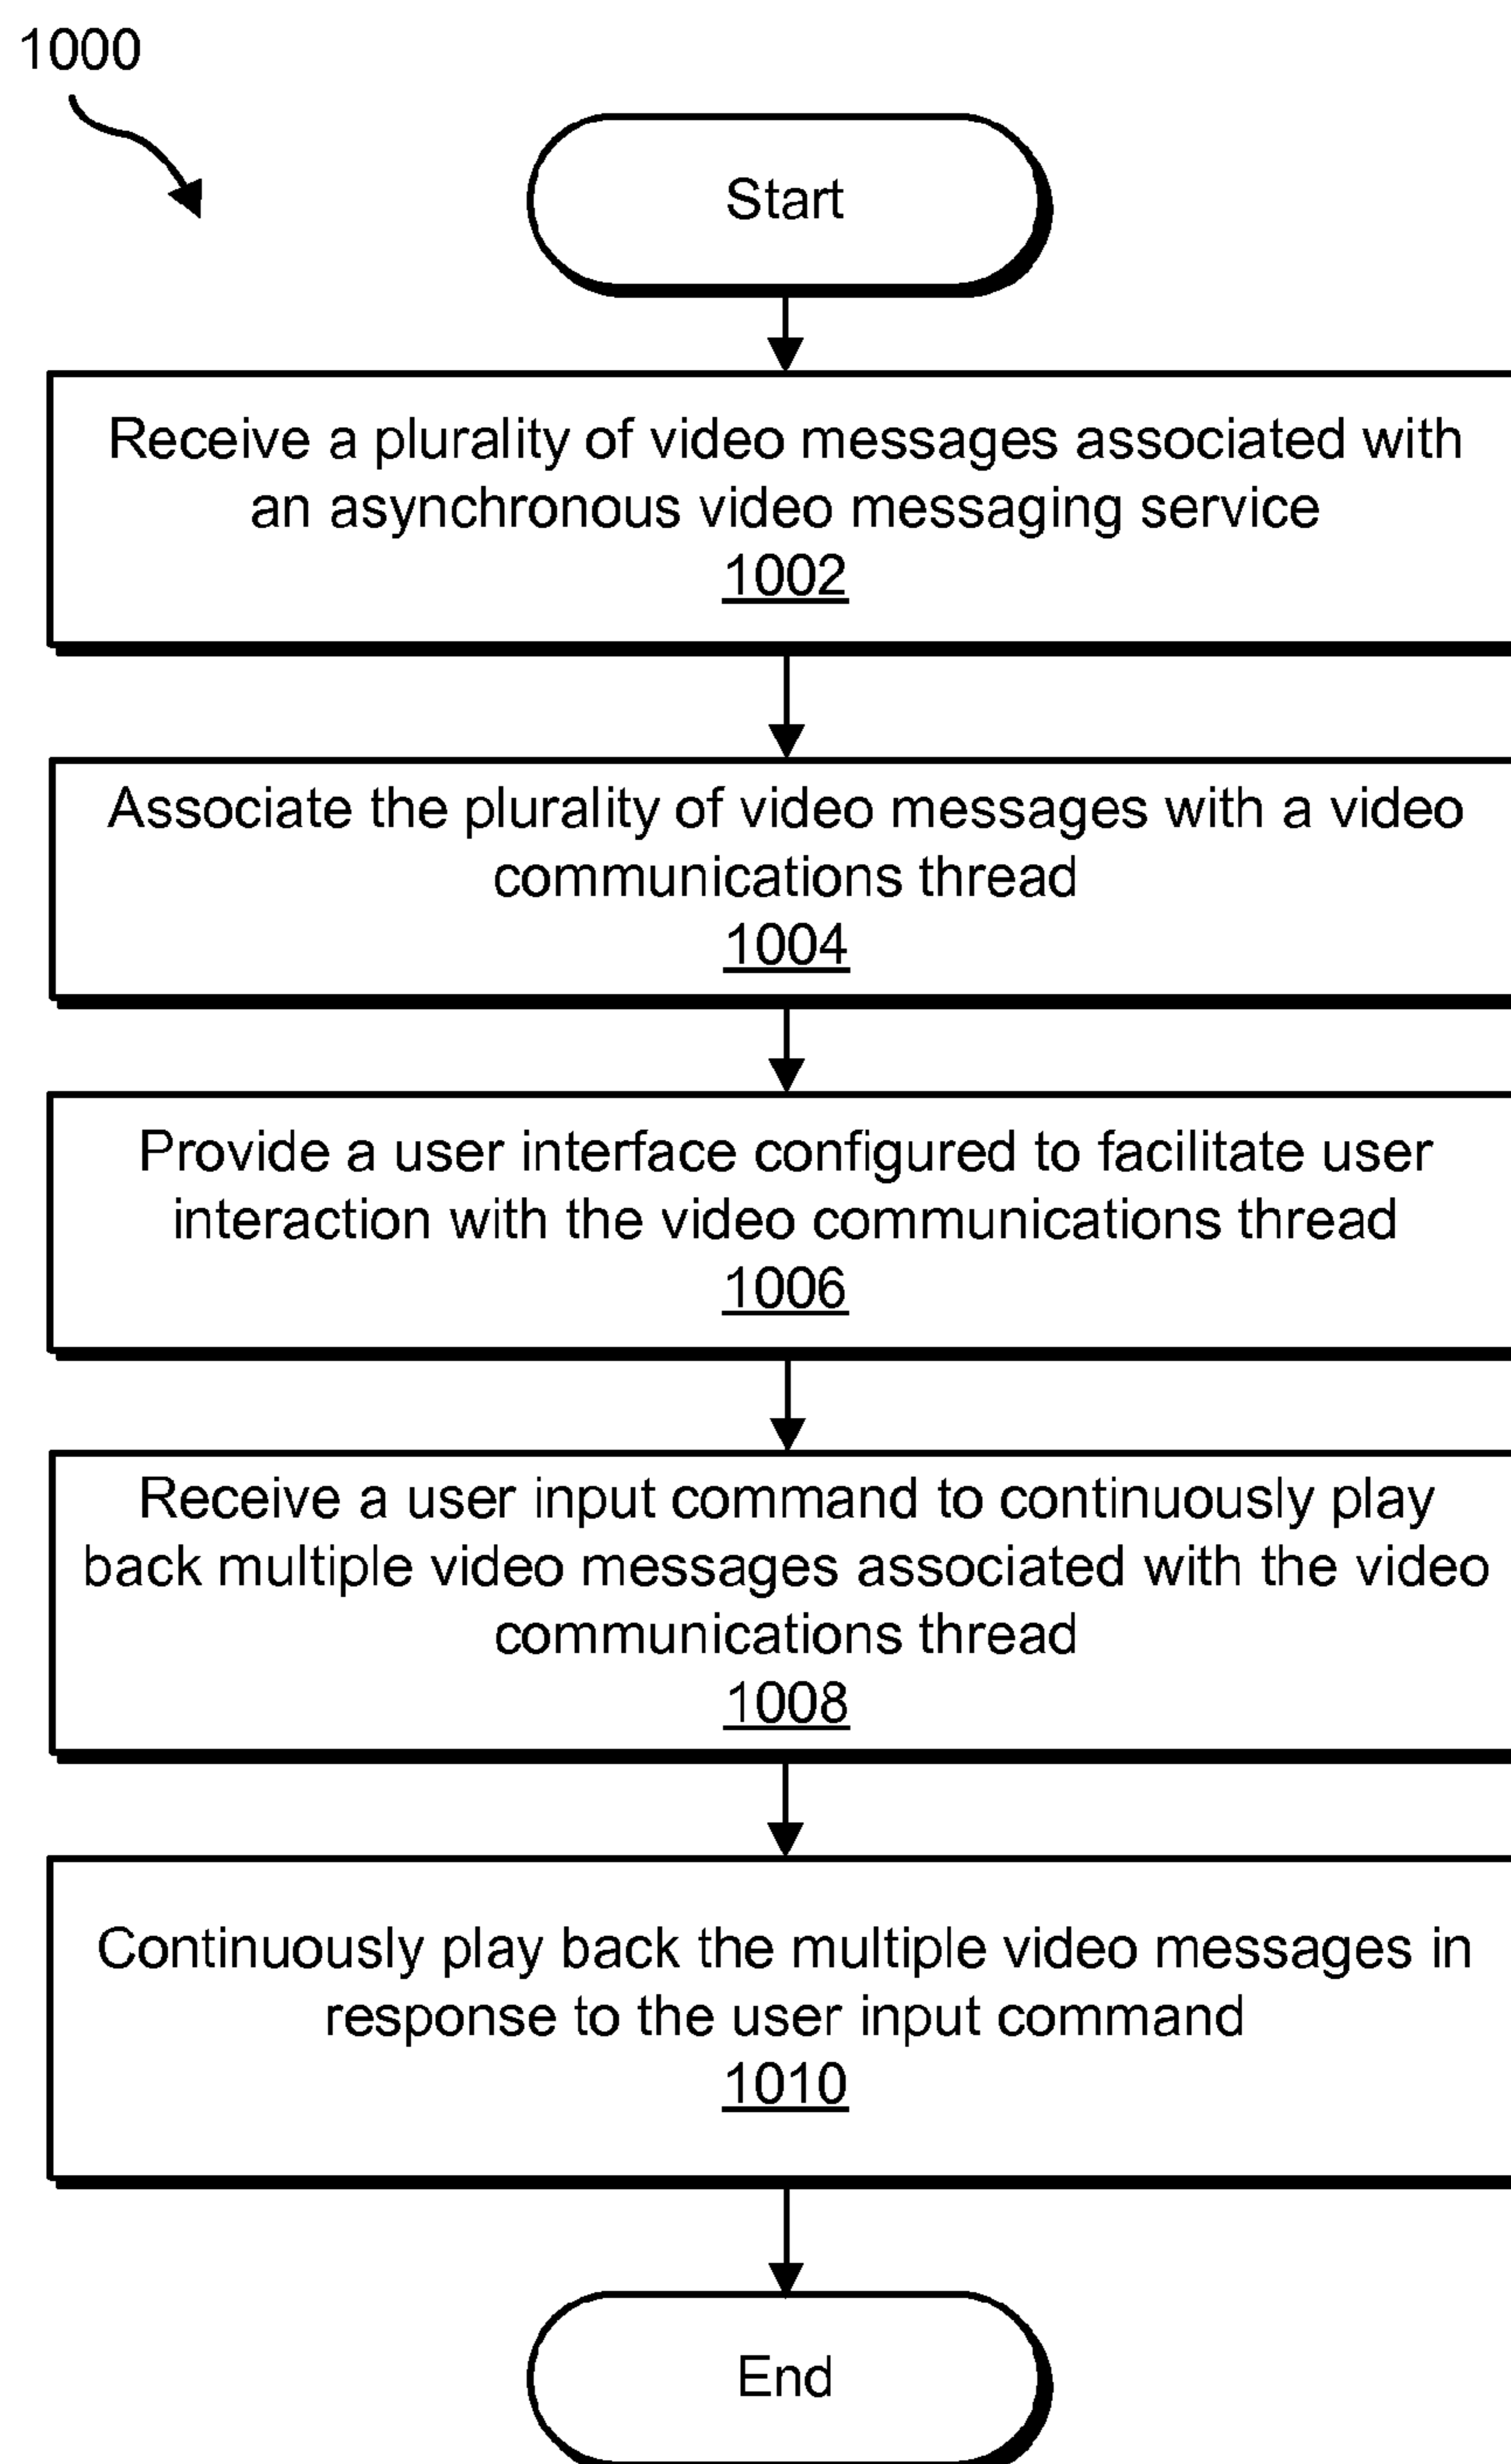 1000
Start
Receive a plurality of video messages associated with
an asynchronous video messaging service
1002
Associate the plurality of video messages with a video
communications thread
1004
Provide a user interface configured to facilitate user
interaction with the video communications thread
1006
Receive a user input command to continuously play
back multiple video messages associated with the video
communications thread
1008
Continuously play back the multiple video messages in
response to the user input command
1010
End